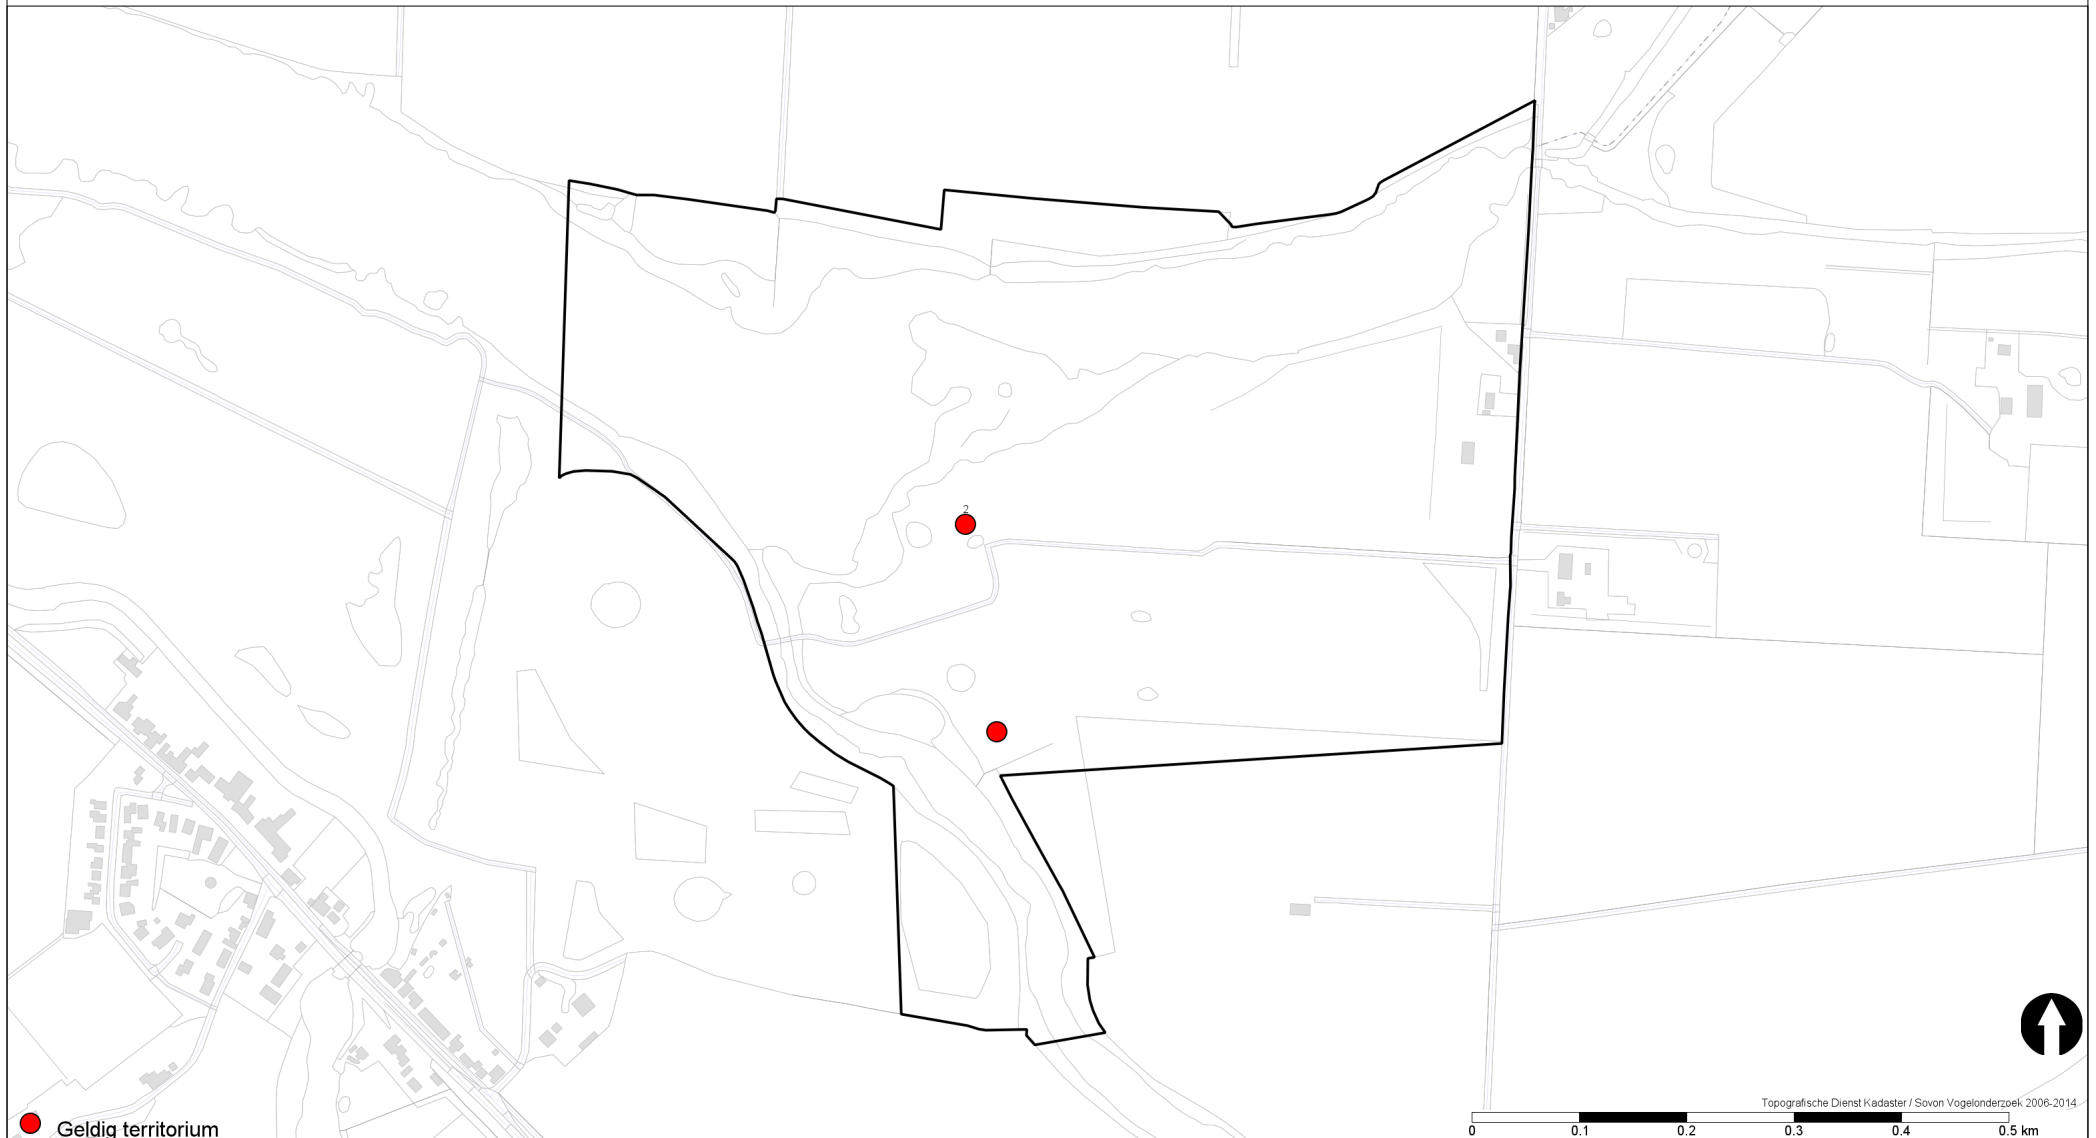 2
Topografische Dienst Kadaster / Sovon Vogelonderzoek 2006-2014
Geldig territorium
0 0.1 0.2 0.3 0.4 0.5 km